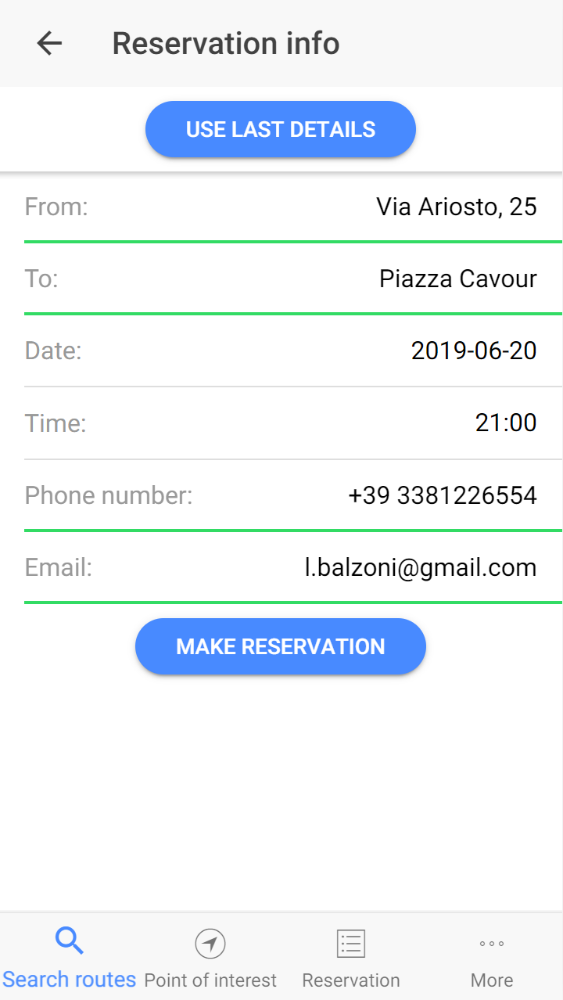 Reservation info
USE LAST DETAILS
From: Via Ariosto, 25
To: Piazza Cavour
Date: 2019-06-20
Time: 21:00
Phone number: +39 3381226554
Email: l.balzoni@gmail.com
MAKE RESERVATION
Search routes Point of interest Reservation More